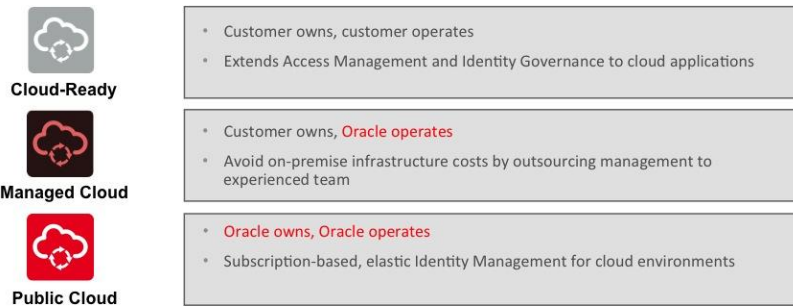 Cloud-Ready
• Customer owns, customer operates
• Extends Access Management and Identity Governance to cloud applications
Managed Cloud
• Customer owns, Oracle operates
• Avoid on-premise infrastructure costs by outsourcing management to
experienced team
Public Cloud
• Oracle owns, Oracle operates
• Subscription-based, elastic Identity Management for cloud environments